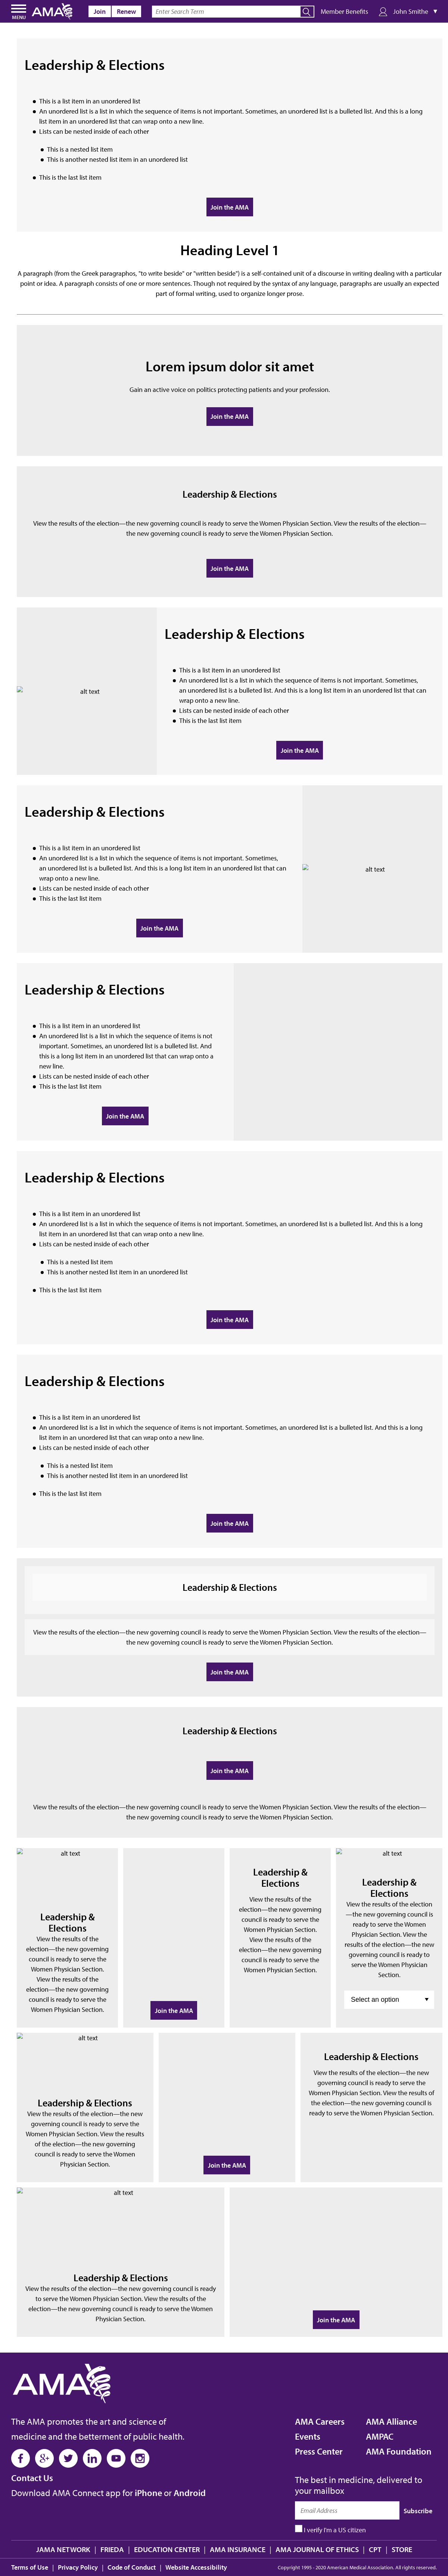 MENU
AMA
Join
Renew
Enter Search Term
Member Benefits
John Smithe ▼
Leadership & Elections
This is a list item in an unordered list
An unordered list is a list in which the sequence of items is not important. Sometimes, an unordered list is a bulleted list. And this is a long
list item in an unordered list that can wrap onto a new line.
Lists can be nested inside of each other
This is a nested list item
This is another nested list item in an unordered list
This is the last list item
Join the AMA
Heading Level 1
A paragraph (from the Greek paragraphos, "to write beside" or "written beside") is a self-contained unit of a discourse in writing dealing with a particular
point or idea. A paragraph consists of one or more sentences. Though not required by the syntax of any language, paragraphs are usually an expected
part of formal writing, used to organize longer prose.
Lorem ipsum dolor sit amet
Gain an active voice on politics protecting patients and your profession.
Join the AMA
Leadership & Elections
View the results of the election—the new governing council is ready to serve the Women Physician Section. View the results of the election—
the new governing council is ready to serve the Women Physician Section.
Join the AMA
alt text
Leadership & Elections
This is a list item in an unordered list
An unordered list is a list in which the sequence of items is not important. Sometimes,
an unordered list is a bulleted list. And this is a long list item in an unordered list that can
wrap onto a new line.
Lists can be nested inside of each other
This is the last list item
Join the AMA
Leadership & Elections
This is a list item in an unordered list
An unordered list is a list in which the sequence of items is not important. Sometimes,
an unordered list is a bulleted list. And this is a long list item in an unordered list that can
wrap onto a new line.
Lists can be nested inside of each other
This is the last list item
Join the AMA
alt text
Leadership & Elections
This is a list item in an unordered list
An unordered list is a list in which the sequence of items is not
important. Sometimes, an unordered list is a bulleted list. And
this is a long list item in an unordered list that can wrap onto a
new line.
Lists can be nested inside of each other
This is the last list item
Join the AMA
Leadership & Elections
This is a list item in an unordered list
An unordered list is a list in which the sequence of items is not important. Sometimes, an unordered list is a bulleted list. And this is a long
list item in an unordered list that can wrap onto a new line.
Lists can be nested inside of each other
This is a nested list item
This is another nested list item in an unordered list
This is the last list item
Join the AMA
Leadership & Elections
This is a list item in an unordered list
An unordered list is a list in which the sequence of items is not important. Sometimes, an unordered list is a bulleted list. And this is a long
list item in an unordered list that can wrap onto a new line.
Lists can be nested inside of each other
This is a nested list item
This is another nested list item in an unordered list
This is the last list item
Join the AMA
Leadership & Elections
View the results of the election—the new governing council is ready to serve the Women Physician Section. View the results of the election—
the new governing council is ready to serve the Women Physician Section.
Join the AMA
Leadership & Elections
Join the AMA
View the results of the election—the new governing council is ready to serve the Women Physician Section. View the results of the election—
the new governing council is ready to serve the Women Physician Section.
alt text
Leadership &
Elections
View the results of the
election—the new governing
council is ready to serve the
Women Physician Section.
View the results of the
election—the new governing
council is ready to serve the
Women Physician Section.
Join the AMA
Leadership &
Elections
View the results of the
election—the new governing
council is ready to serve the
Women Physician Section.
View the results of the
election—the new governing
council is ready to serve the
Women Physician Section.
alt text
Leadership &
Elections
View the results of the election
—the new governing council is
ready to serve the Women
Physician Section. View the
results of the election—the new
governing council is ready to
serve the Women Physician
Section.
Select an option ▼
alt text
Leadership & Elections
View the results of the election—the new
governing council is ready to serve the
Women Physician Section. View the results
of the election—the new governing
council is ready to serve the Women
Physician Section.
Join the AMA
Leadership & Elections
View the results of the election—the new
governing council is ready to serve the
Women Physician Section. View the results of
the election—the new governing council is
ready to serve the Women Physician Section.
alt text
Leadership & Elections
View the results of the election—the new governing council is ready
to serve the Women Physician Section. View the results of the
election—the new governing council is ready to serve the Women
Physician Section.
Join the AMA
AMA
The AMA promotes the art and science of
medicine and the betterment of public health.
Contact Us
Download AMA Connect app for iPhone or Android
AMA Careers
AMA Alliance
Events
AMPAC
Press Center
AMA Foundation
The best in medicine, delivered to
your mailbox
Email Address
Subscribe
I verify I'm a US citizen
JAMA NETWORK | FRIEDA | EDUCATION CENTER | AMA INSURANCE | AMA JOURNAL OF ETHICS | CPT | STORE
Terms of Use | Privacy Policy | Code of Conduct | Website Accessibility
Copyright 1995 - 2020 American Medical Association. All rights reserved.